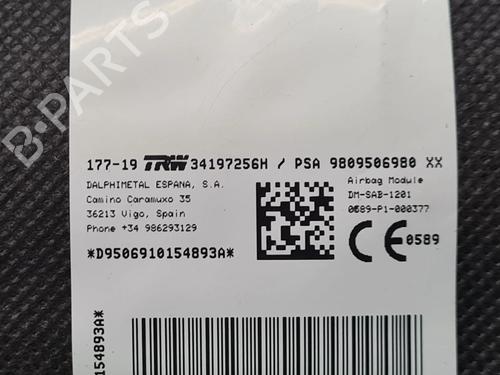 177-19 TRW 34197256H / PSA 9809506980 XX
DALPHIMETAL ESPANA, S.A.
Camino Caramuxo 35
36213 Vigo, Spain
Phone +34 986293129
*D9506910154893A*
Airbag Module
DM-SAB-1201
0589-P1-000377
CE 0589
0154893A*
B-Parts